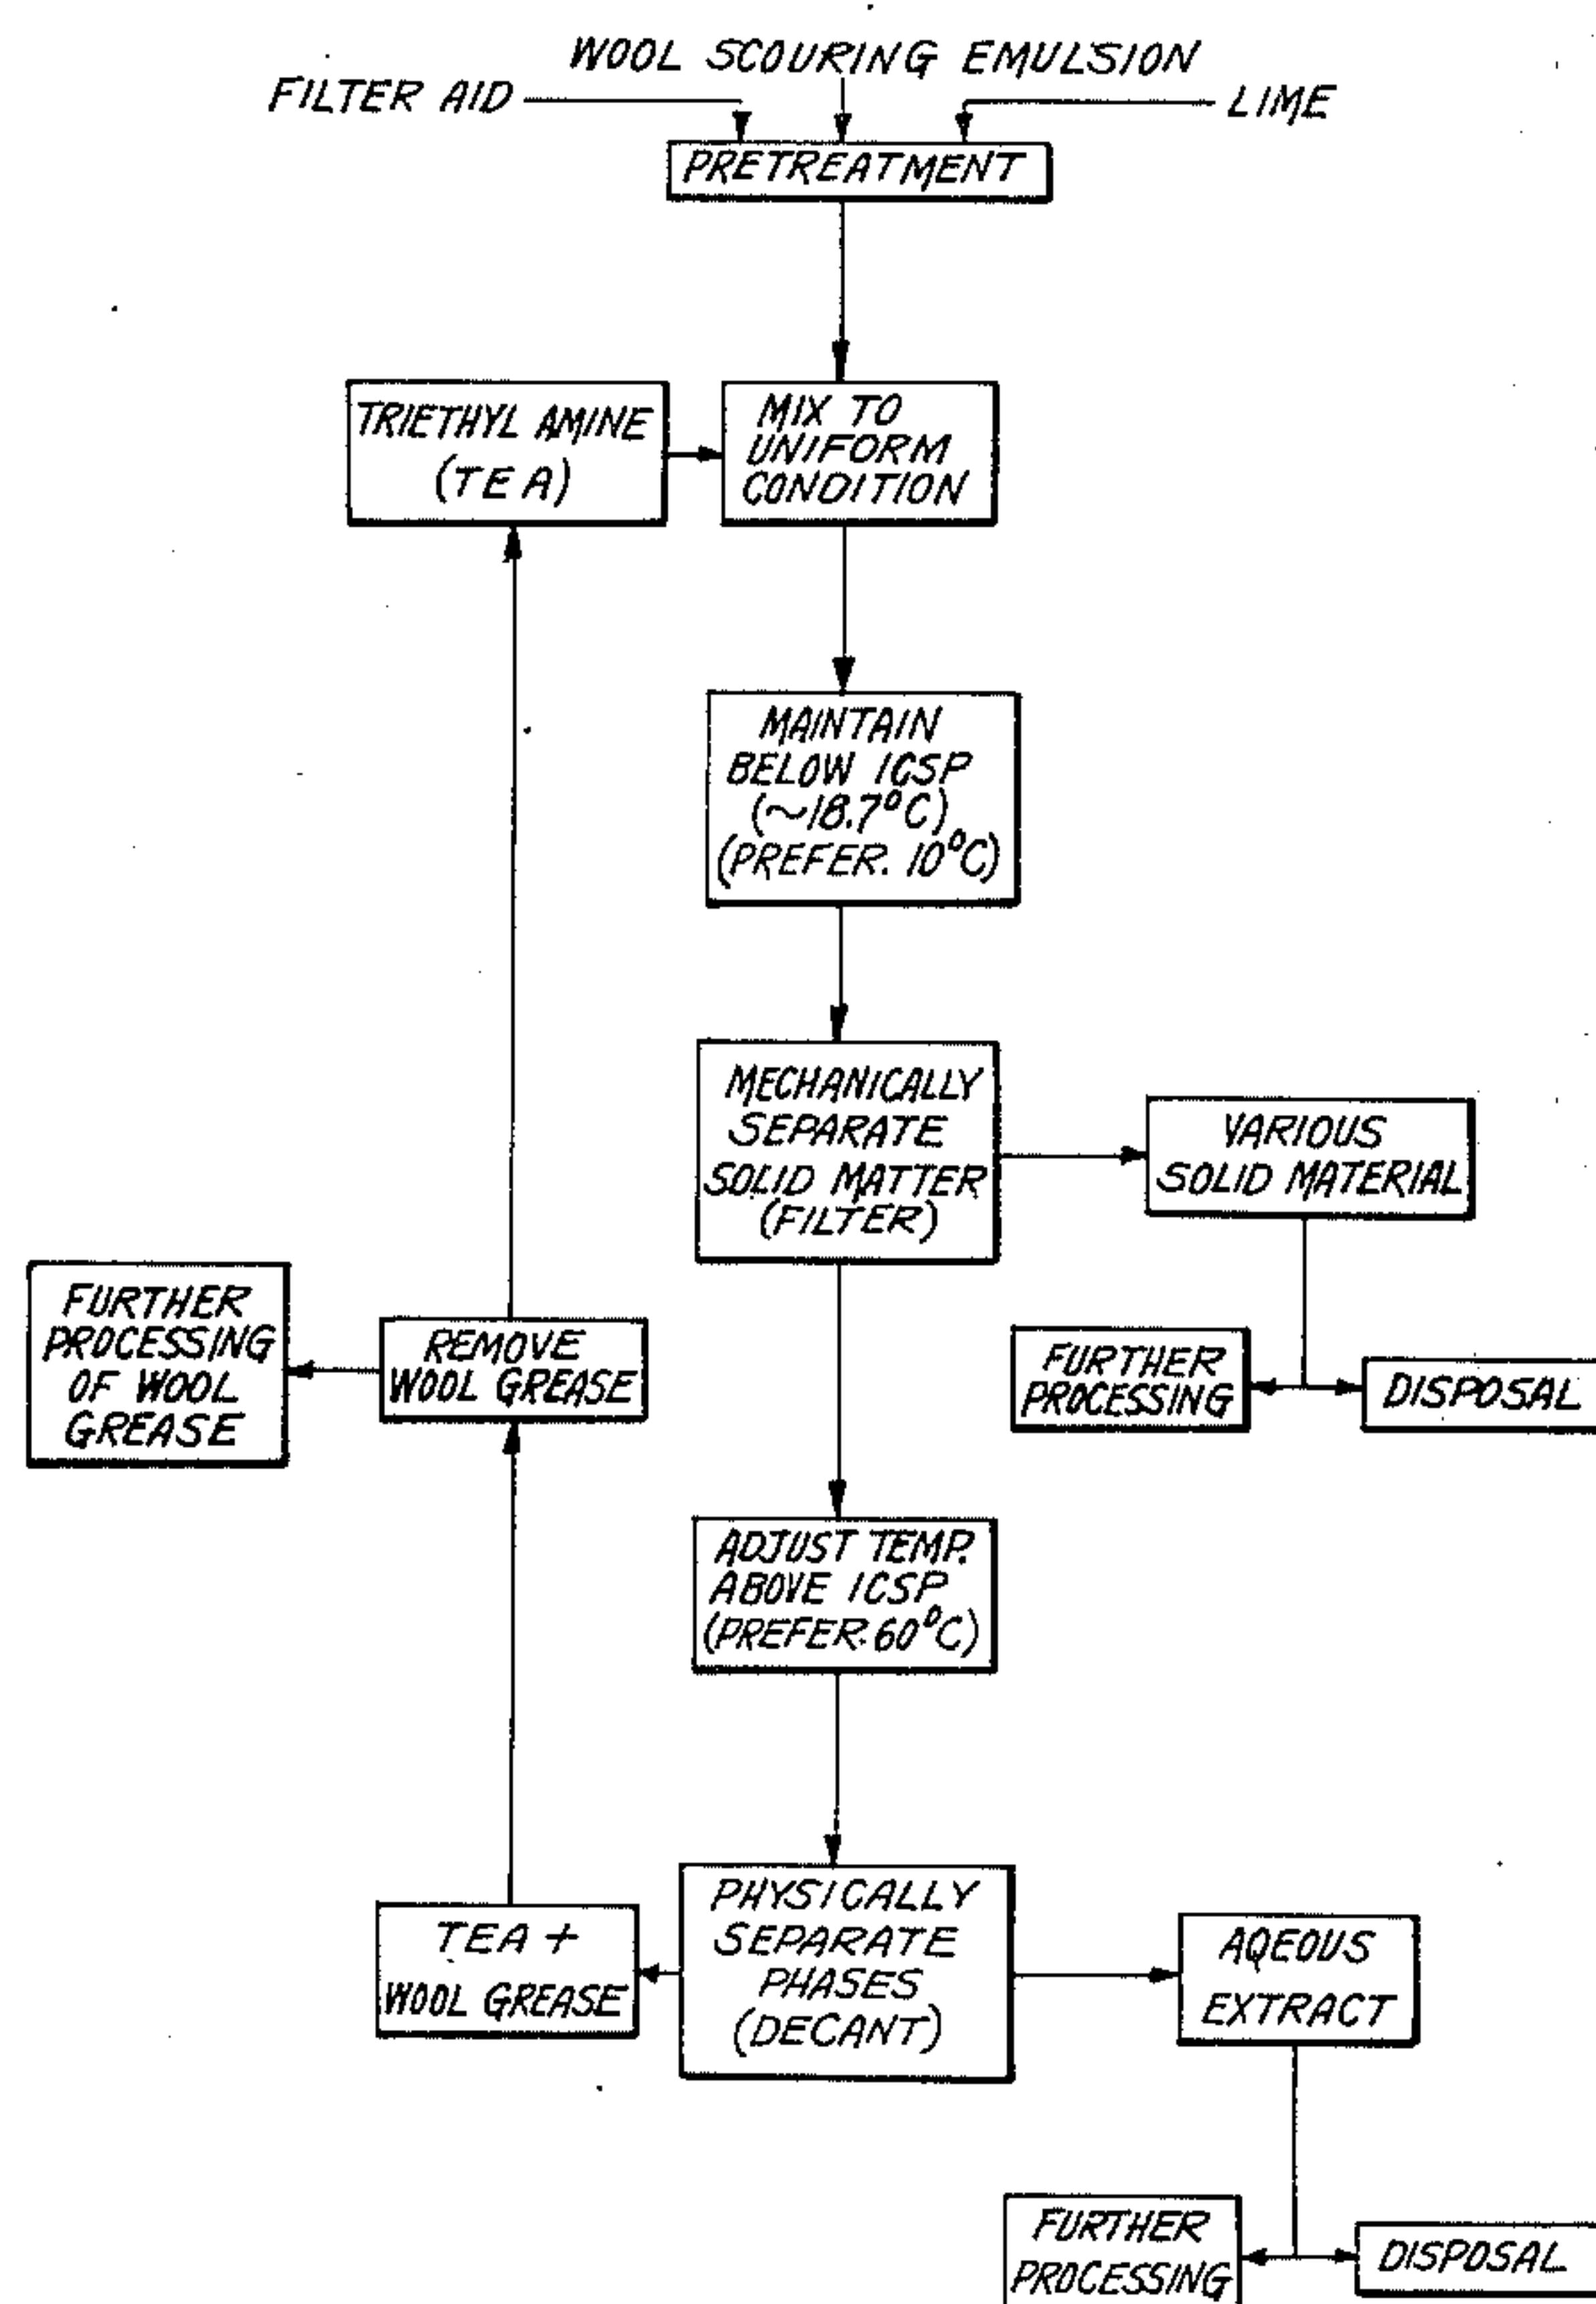 WOOL SCOURING EMULSION
FILTER AID
LIME
PRETREATMENT
TRIETHYL AMINE
(TEA)
MIX TO
UNIFORM
CONDITION
MAINTAIN
BELOW ICSP
(~18.7°C)
(PREFER. 10°C)
MECHANICALLY
SEPARATE
SOLID MATTER
(FILTER)
VARIOUS
SOLID MATERIAL
FURTHER
PROCESSING
DISPOSAL
FURTHER
PROCESSING
OF WOOL
GREASE
REMOVE
WOOL GREASE
ADJUST TEMP.
ABOVE ICSP
(PREFER. 60°C)
PHYSICALLY
SEPARATE
PHASES
(DECANT)
TEA +
WOOL GREASE
AQEOUS
EXTRACT
FURTHER
PROCESSING
DISPOSAL